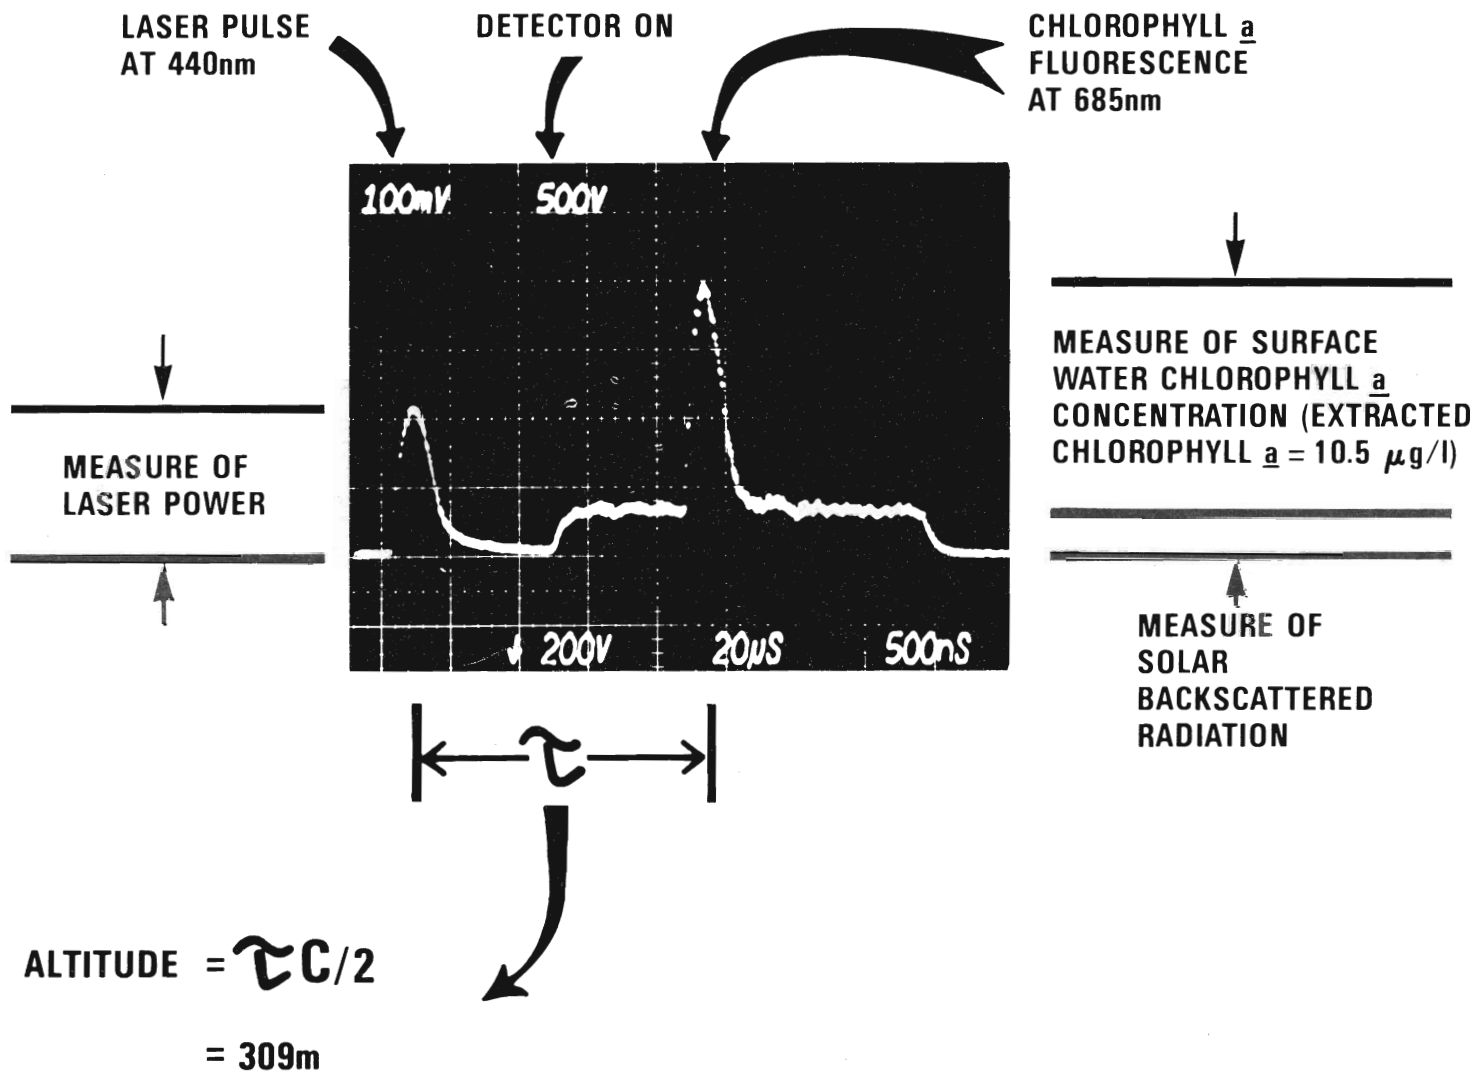 LASER PULSE
AT 440nm
DETECTOR ON
CHLOROPHYLL a
FLUORESCENCE
AT 685nm
100mV
500V
MEASURE OF
LASER POWER
MEASURE OF SURFACE
WATER CHLOROPHYLL a
CONCENTRATION (EXTRACTED
CHLOROPHYLL a = 10.5 μg/l)
200V
20μS
500nS
MEASURE OF
SOLAR
BACKSCATTERED
RADIATION
τ
ALTITUDE = τC/2
= 309m